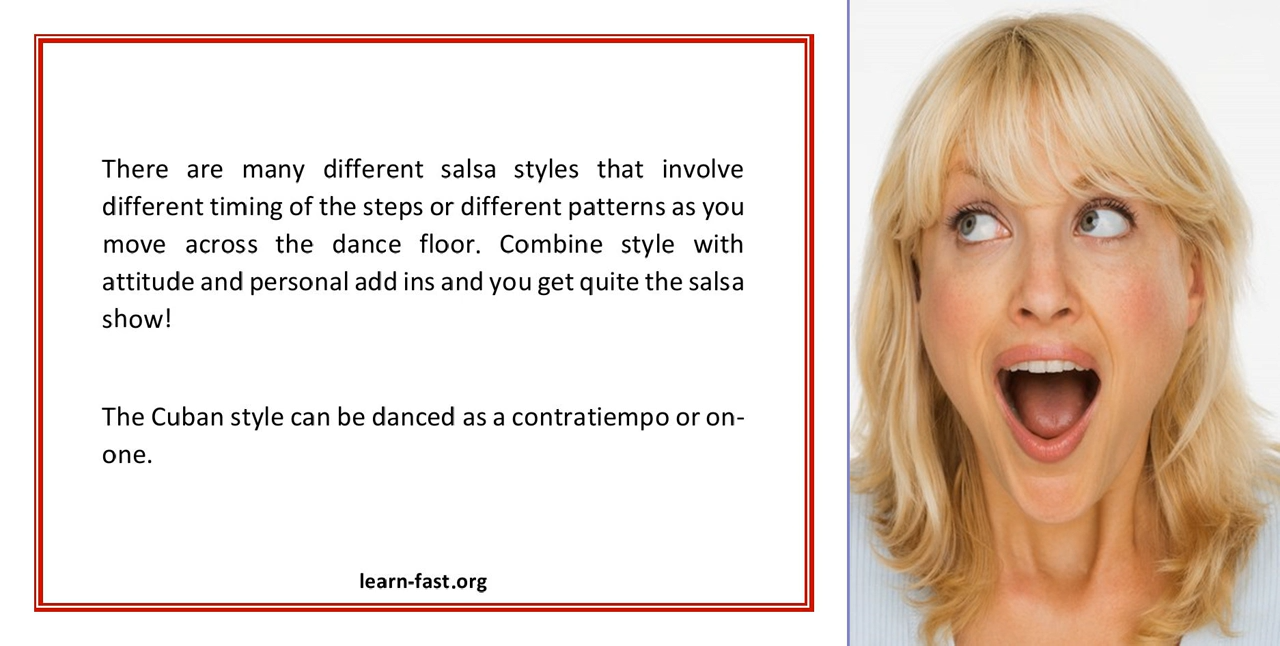 There are many different salsa styles that involve
different timing of the steps or different patterns as you
move across the dance floor. Combine style with
attitude and personal add ins and you get quite the salsa
show!
The Cuban style can be danced as a contratiempo or on-
one.
learn-fast.org